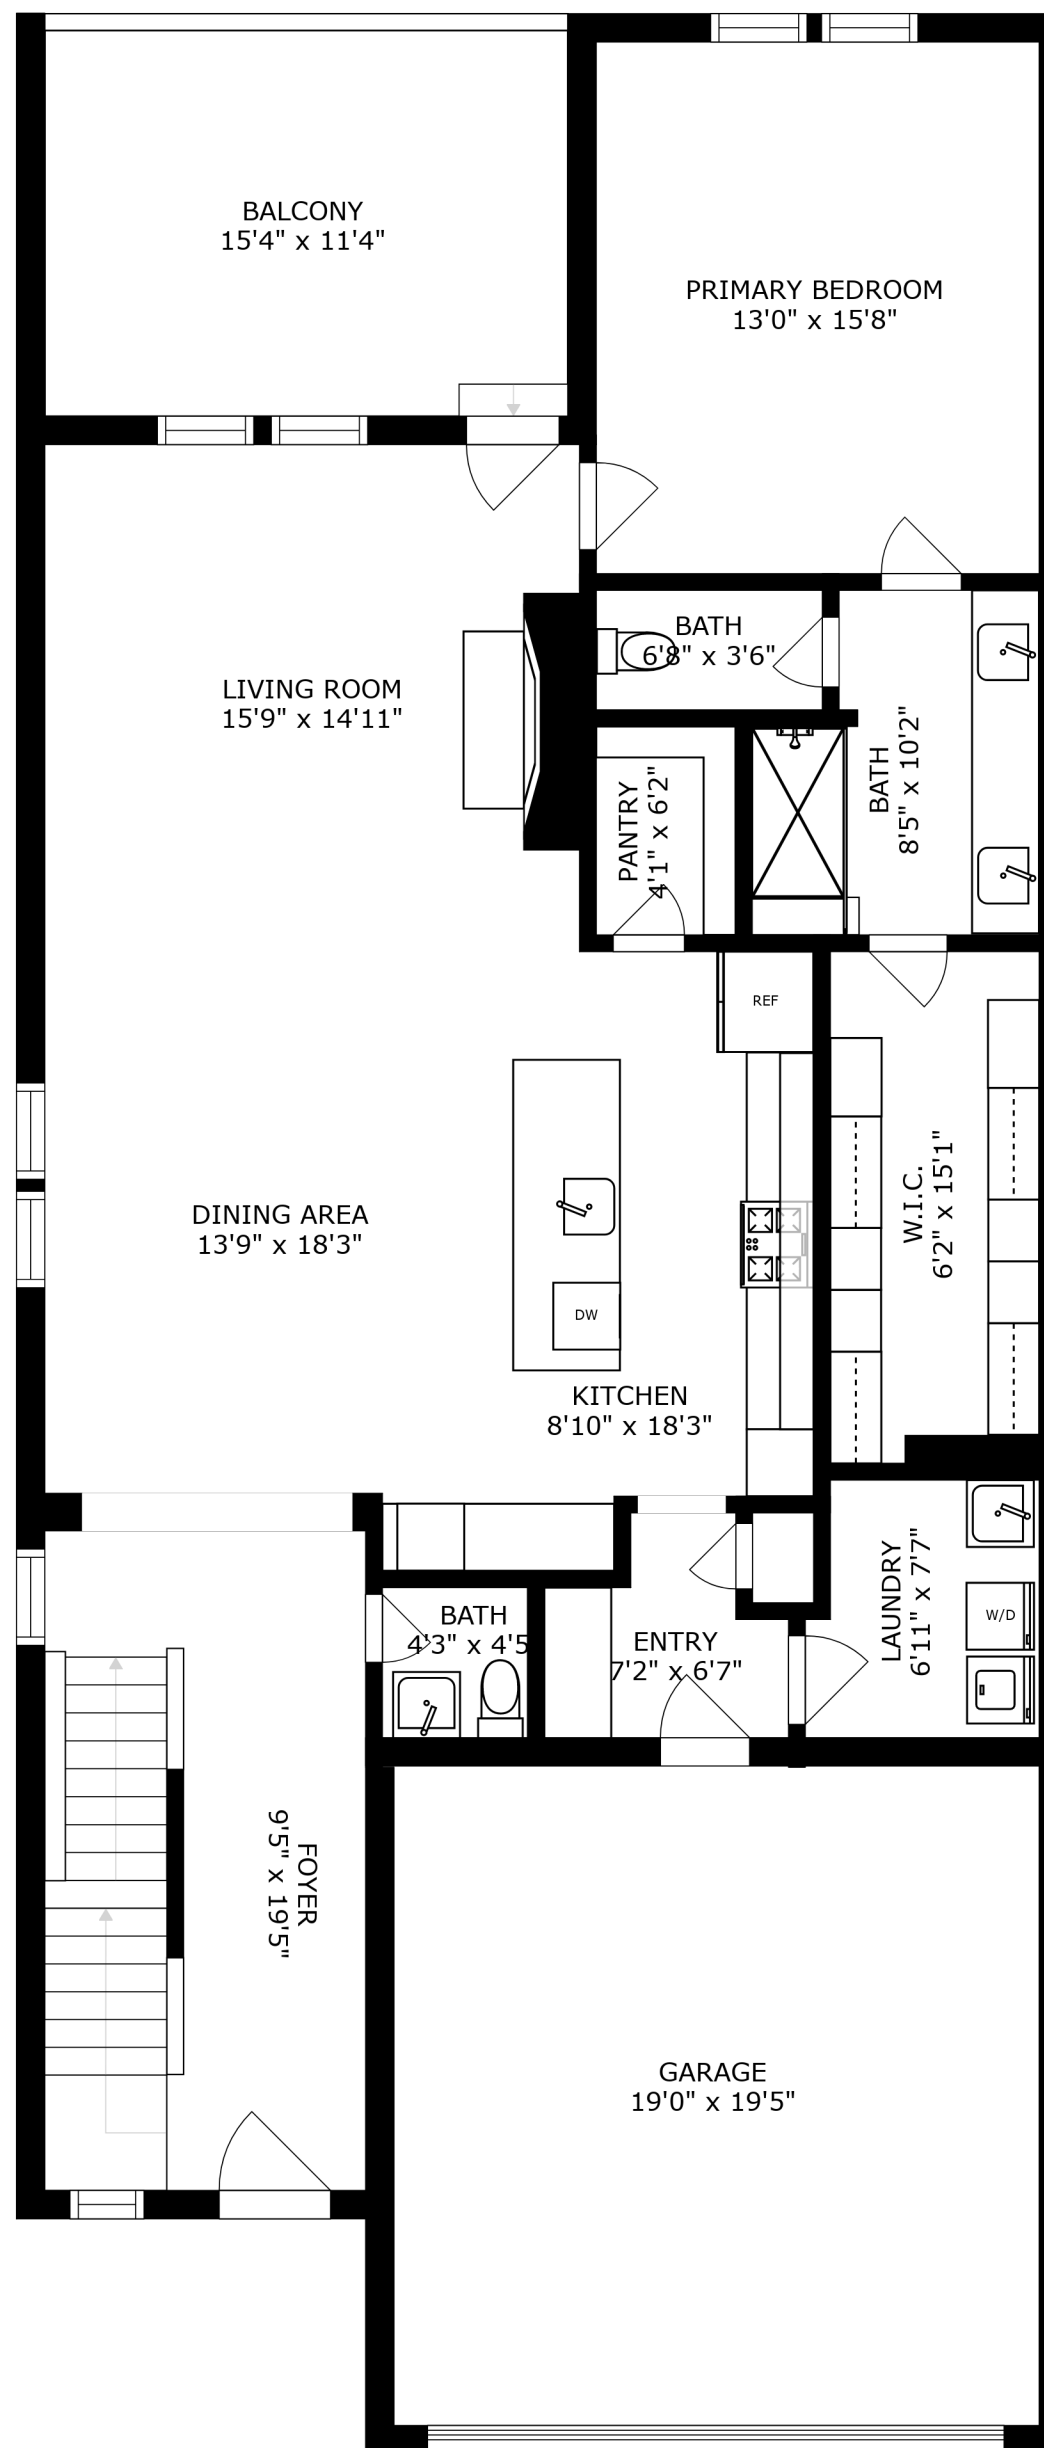 BALCONY
15'4" x 11'4"
PRIMARY BEDROOM
13'0" x 15'8"
BATH
6'8" x 3'6"
LIVING ROOM
15'9" x 14'11"
BATH
8'5" x 10'2"
PANTRY
4'1" x 6'2"
REF
W.I.C.
6'2" x 15'1"
DINING AREA
13'9" x 18'3"
DW
KITCHEN
8'10" x 18'3"
LAUNDRY
6'11" x 7'7"
W/D
BATH
4'3" x 4'5
ENTRY
7'2" x 6'7"
FOYER
9'5" x 19'5"
GARAGE
19'0" x 19'5"